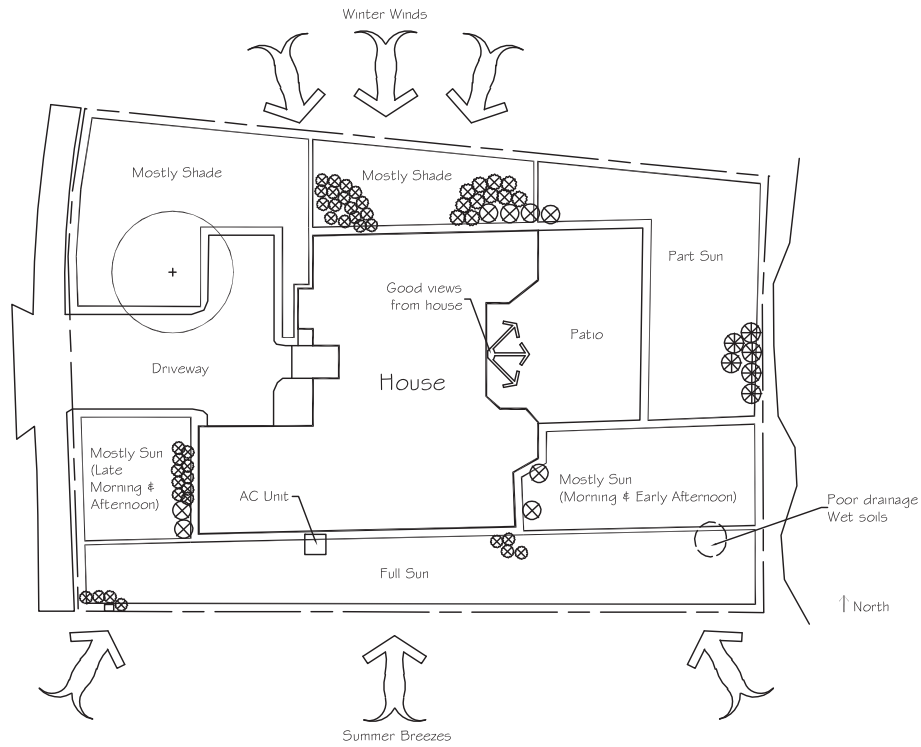 Winter Winds
Mostly Shade
Mostly Shade
Part Sun
Good views
from house
Patio
Driveway
House
Mostly Sun
(Late
Morning &
Afternoon)
AC Unit
Mostly Sun
(Morning & Early Afternoon)
Poor drainage
Wet soils
Full Sun
North
Summer Breezes